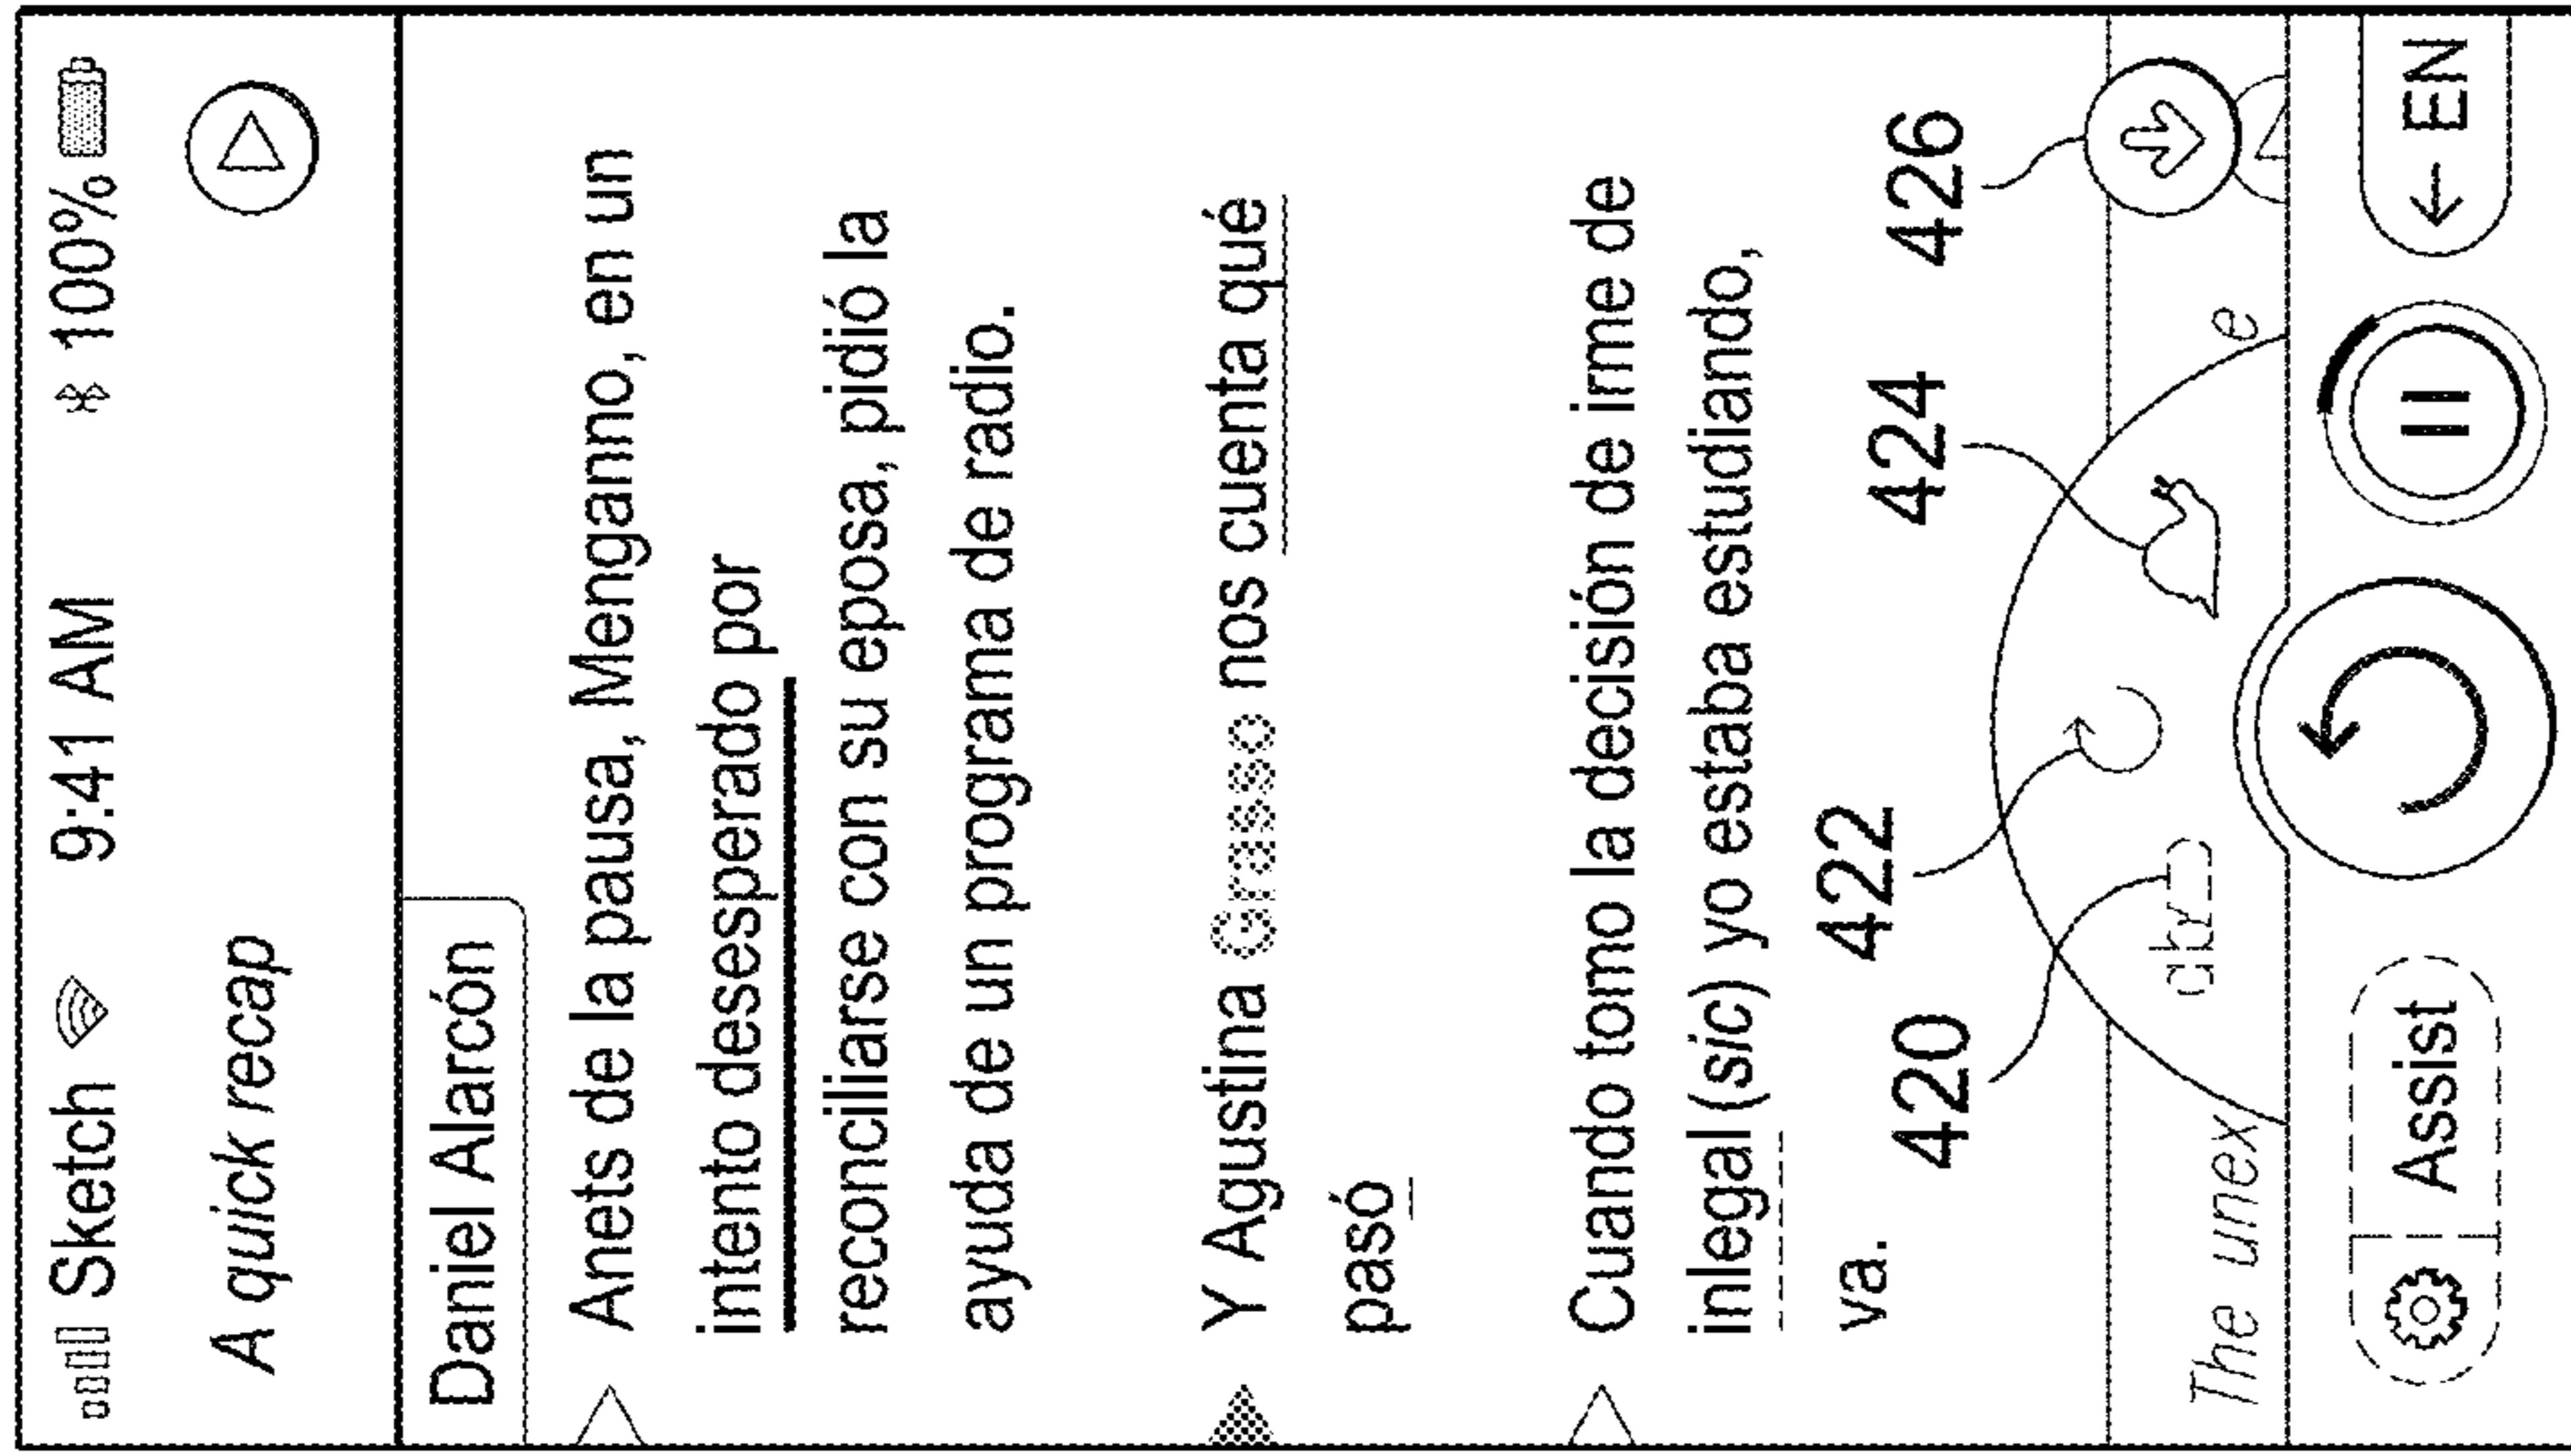 Sketch 9:41 AM 100%
A quick recap
Daniel Alarcón
Anets de la pausa, Menganno, en un
intento desesperado por
reconciliarse con su eposa, pidió la
ayuda de un programa de radio.
Y Agustina Grasso nos cuenta qué
pasó
Cuando tomo la decisión de irme de
inlegal (sic) yo estaba estudiando,
va.
420 422 424 426
The unex e
Assist ← EN